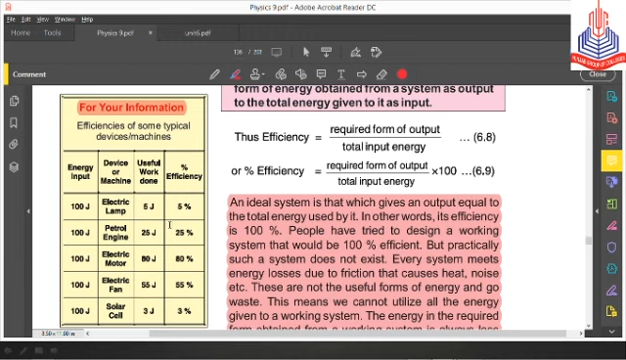 Physics 9.pdf - Adobe Acrobat Reader DC
File Edit View Window Help
Home Tools Physics 9.pdf × unit5.pdf
Comment
Close
For Your Information
Efficiencies of some typical
devices/machines
Energy Input Device or Machine Useful Work done % Efficiency
100 J Electric Lamp 5 J 5 %
100 J Petrol Engine 25 J 25 %
100 J Electric Motor 80 J 80 %
100 J Electric Fan 55 J 55 %
100 J Solar Cell 3 J 3 %
form of energy obtained from a system as output
to the total energy given to it as input.
Thus Efficiency = required form of output / total input energy ... (6.8)
or % Efficiency = required form of output / total input energy ×100 ...(6.9)
An ideal system is that which gives an output equal to
the total energy used by it. In other words, its efficiency
is 100 %. People have tried to design a working
system that would be 100 % efficient. But practically
such a system does not exist. Every system meets
energy losses due to friction that causes heat, noise
etc. These are not the useful forms of energy and go
waste. This means we cannot utilize all the energy
given to a working system. The energy in the required
form obtained from a working system is always less